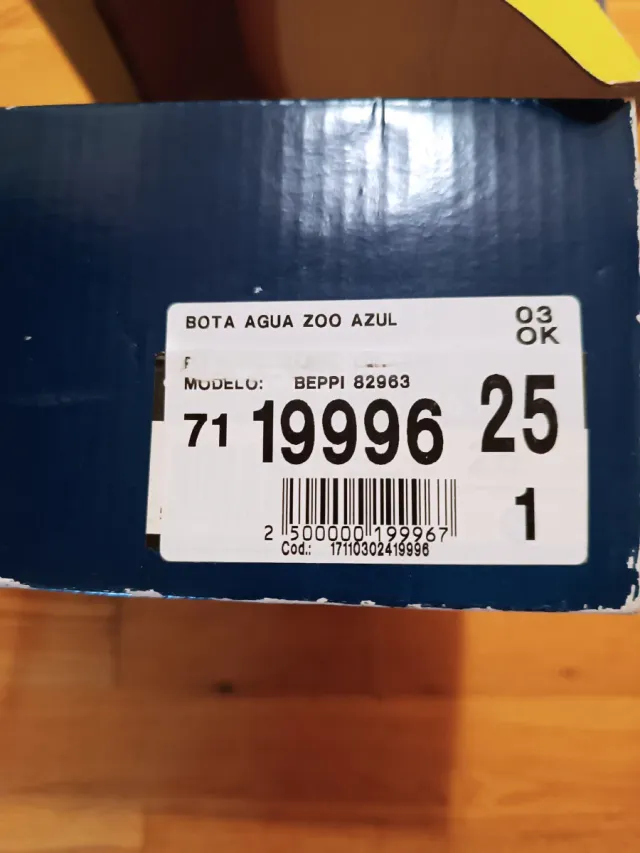 BOTA AGUA ZOO AZUL
03
OK
MODELO: BEPPI 82963
71 19996 25
1
2 500000 199967
Cod.: 17110302419996